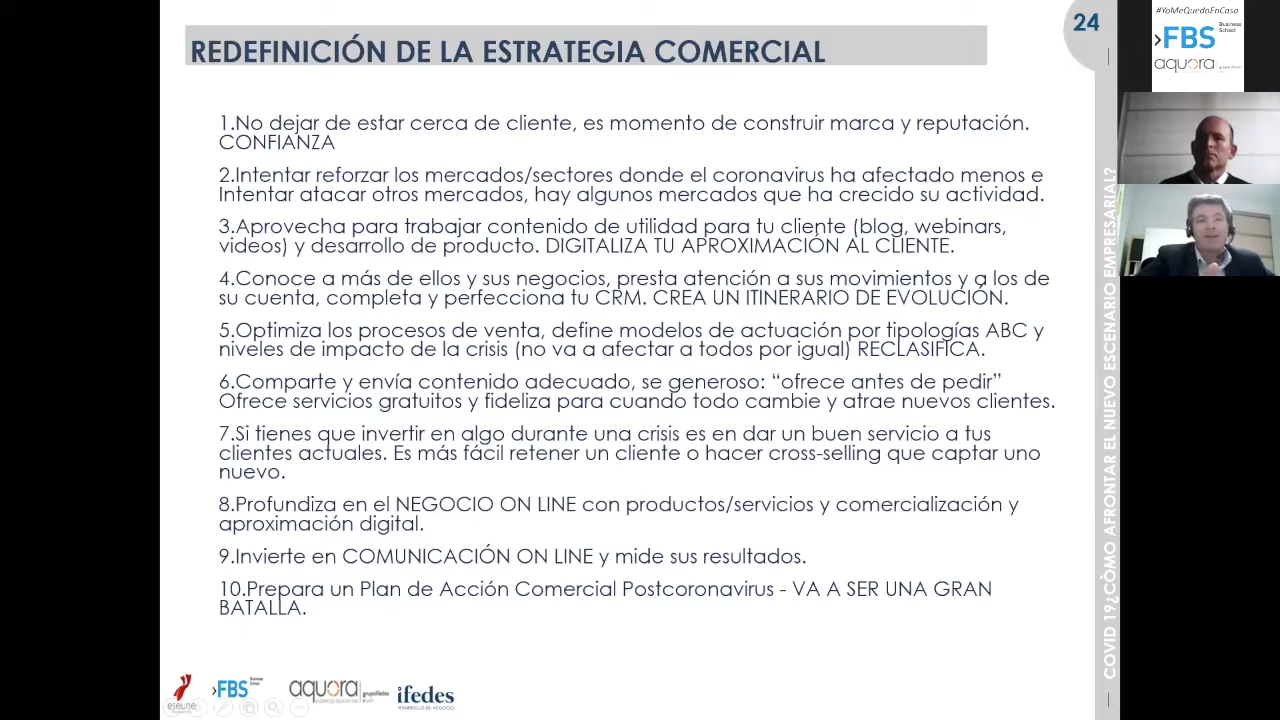 REDEFINICIÓN DE LA ESTRATEGIA COMERCIAL
24
1.No dejar de estar cerca de cliente, es momento de construir marca y reputación.
CONFIANZA
2.Intentar reforzar los mercados/sectores donde el coronavirus ha afectado menos e
Intentar atacar otros mercados, hay algunos mercados que ha crecido su actividad.
3.Aprovecha para trabajar contenido de utilidad para tu cliente (blog, webinars,
videos) y desarrollo de producto. DIGITALIZA TU APROXIMACIÓN AL CLIENTE.
4.Conoce a más de ellos y sus negocios, presta atención a sus movimientos y a los de
su cuenta, completa y perfecciona tu CRM. CREA UN ITINERARIO DE EVOLUCIÓN.
5.Optimiza los procesos de venta, define modelos de actuación por tipologías ABC y
niveles de impacto de la crisis (no va a afectar a todos por igual) RECLASIFICA.
6.Comparte y envía contenido adecuado, se generoso: “ofrece antes de pedir”
Ofrece servicios gratuitos y fideliza para cuando todo cambie y atrae nuevos clientes.
7.Si tienes que invertir en algo durante una crisis es en dar un buen servicio a tus
clientes actuales. Es más fácil retener un cliente o hacer cross-selling que captar uno
nuevo.
8.Profundiza en el NEGOCIO ON LINE con productos/servicios y comercialización y
aproximación digital.
9.Invierte en COMUNICACIÓN ON LINE y mide sus resultados.
10.Prepara un Plan de Acción Comercial Postcoronavirus - VA A SER UNA GRAN
BATALLA.
COVID 19¿CÒMO AFRONTAR EL NUEVO ESCENARIO EMPRESARIAL?
eseune
FBS Business School
aquora
ifedes
DESARROLLO DE NEGOCIO
#YoMeQuedoEnCasa
FBS Business School
aquora